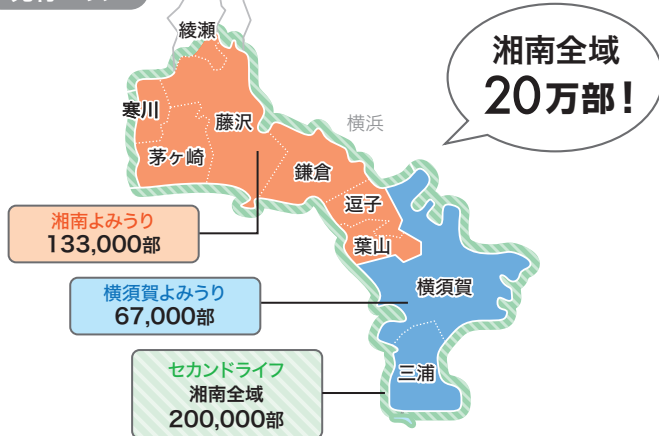 綾瀬
湘南全域
20万部！
寒川
藤沢
横浜
茅ヶ崎
鎌倉
逗子
湘南よみうり
133,000部
葉山
横須賀よみうり
67,000部
横須賀
セカンドライフ
湘南全域
200,000部
三浦